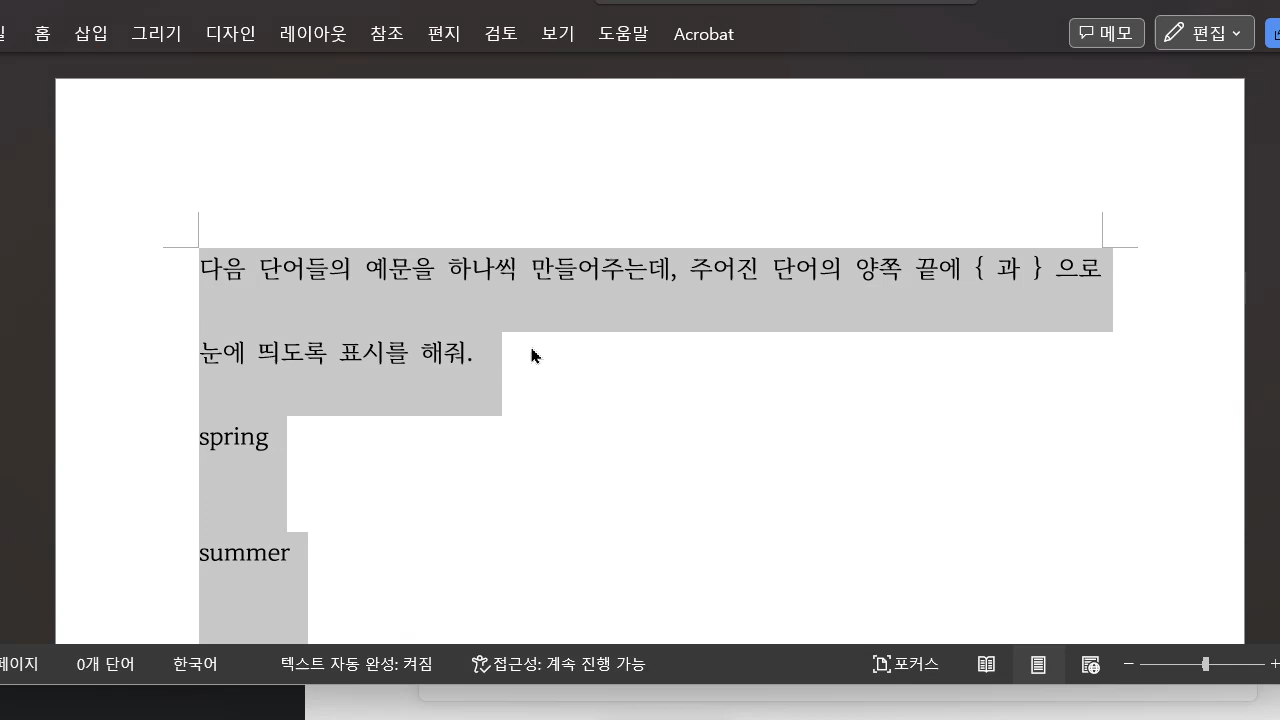 홈 삽입 그리기 디자인 레이아웃 참조 편지 검토 보기 도움말 Acrobat 메모 편집
다음 단어들의 예문을 하나씩 만들어주는데, 주어진 단어의 양쪽 끝에 { 과 } 으로
눈에 띄도록 표시를 해줘.
spring
summer
페이지 0개 단어 한국어 텍스트 자동 완성: 켜짐 접근성: 계속 진행 가능 포커스